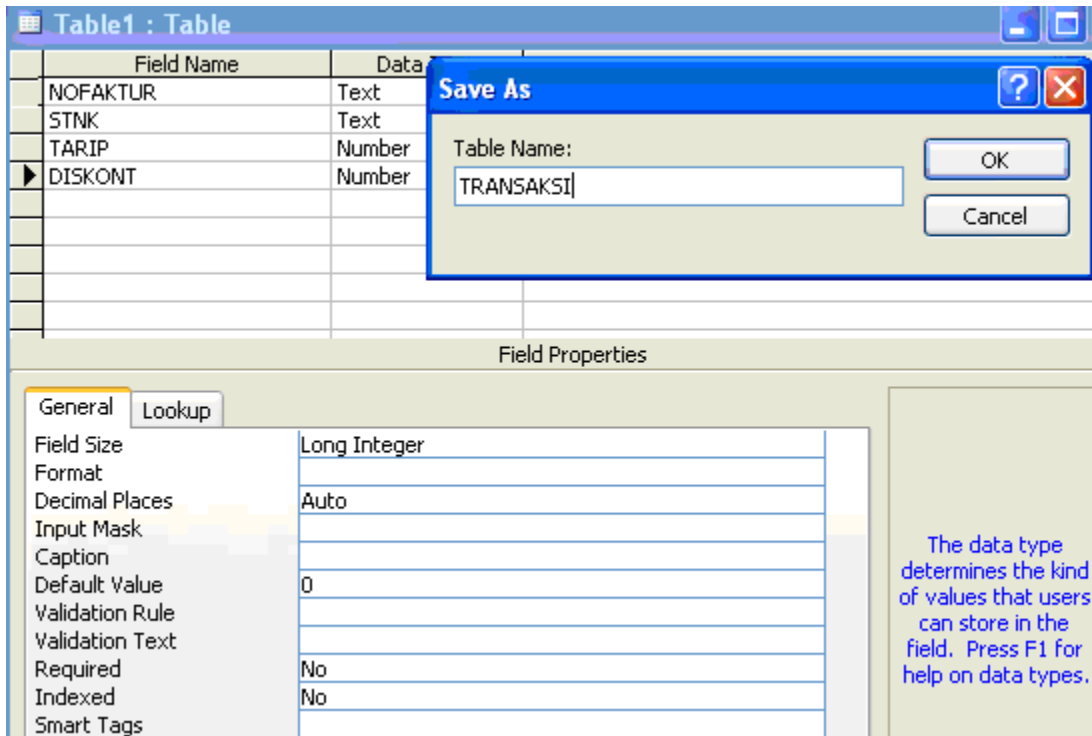 Table1 : Table
Field Name Data
NOFAKTUR Text
STNK Text
TARIP Number
DISKONT Number
Save As
Table Name:
TRANSAKSI
OK
Cancel
Field Properties
General Lookup
Field Size Long Integer
Format
Decimal Places Auto
Input Mask
Caption
Default Value 0
Validation Rule
Validation Text
Required No
Indexed No
Smart Tags
The data type
determines the kind
of values that users
can store in the
field. Press F1 for
help on data types.